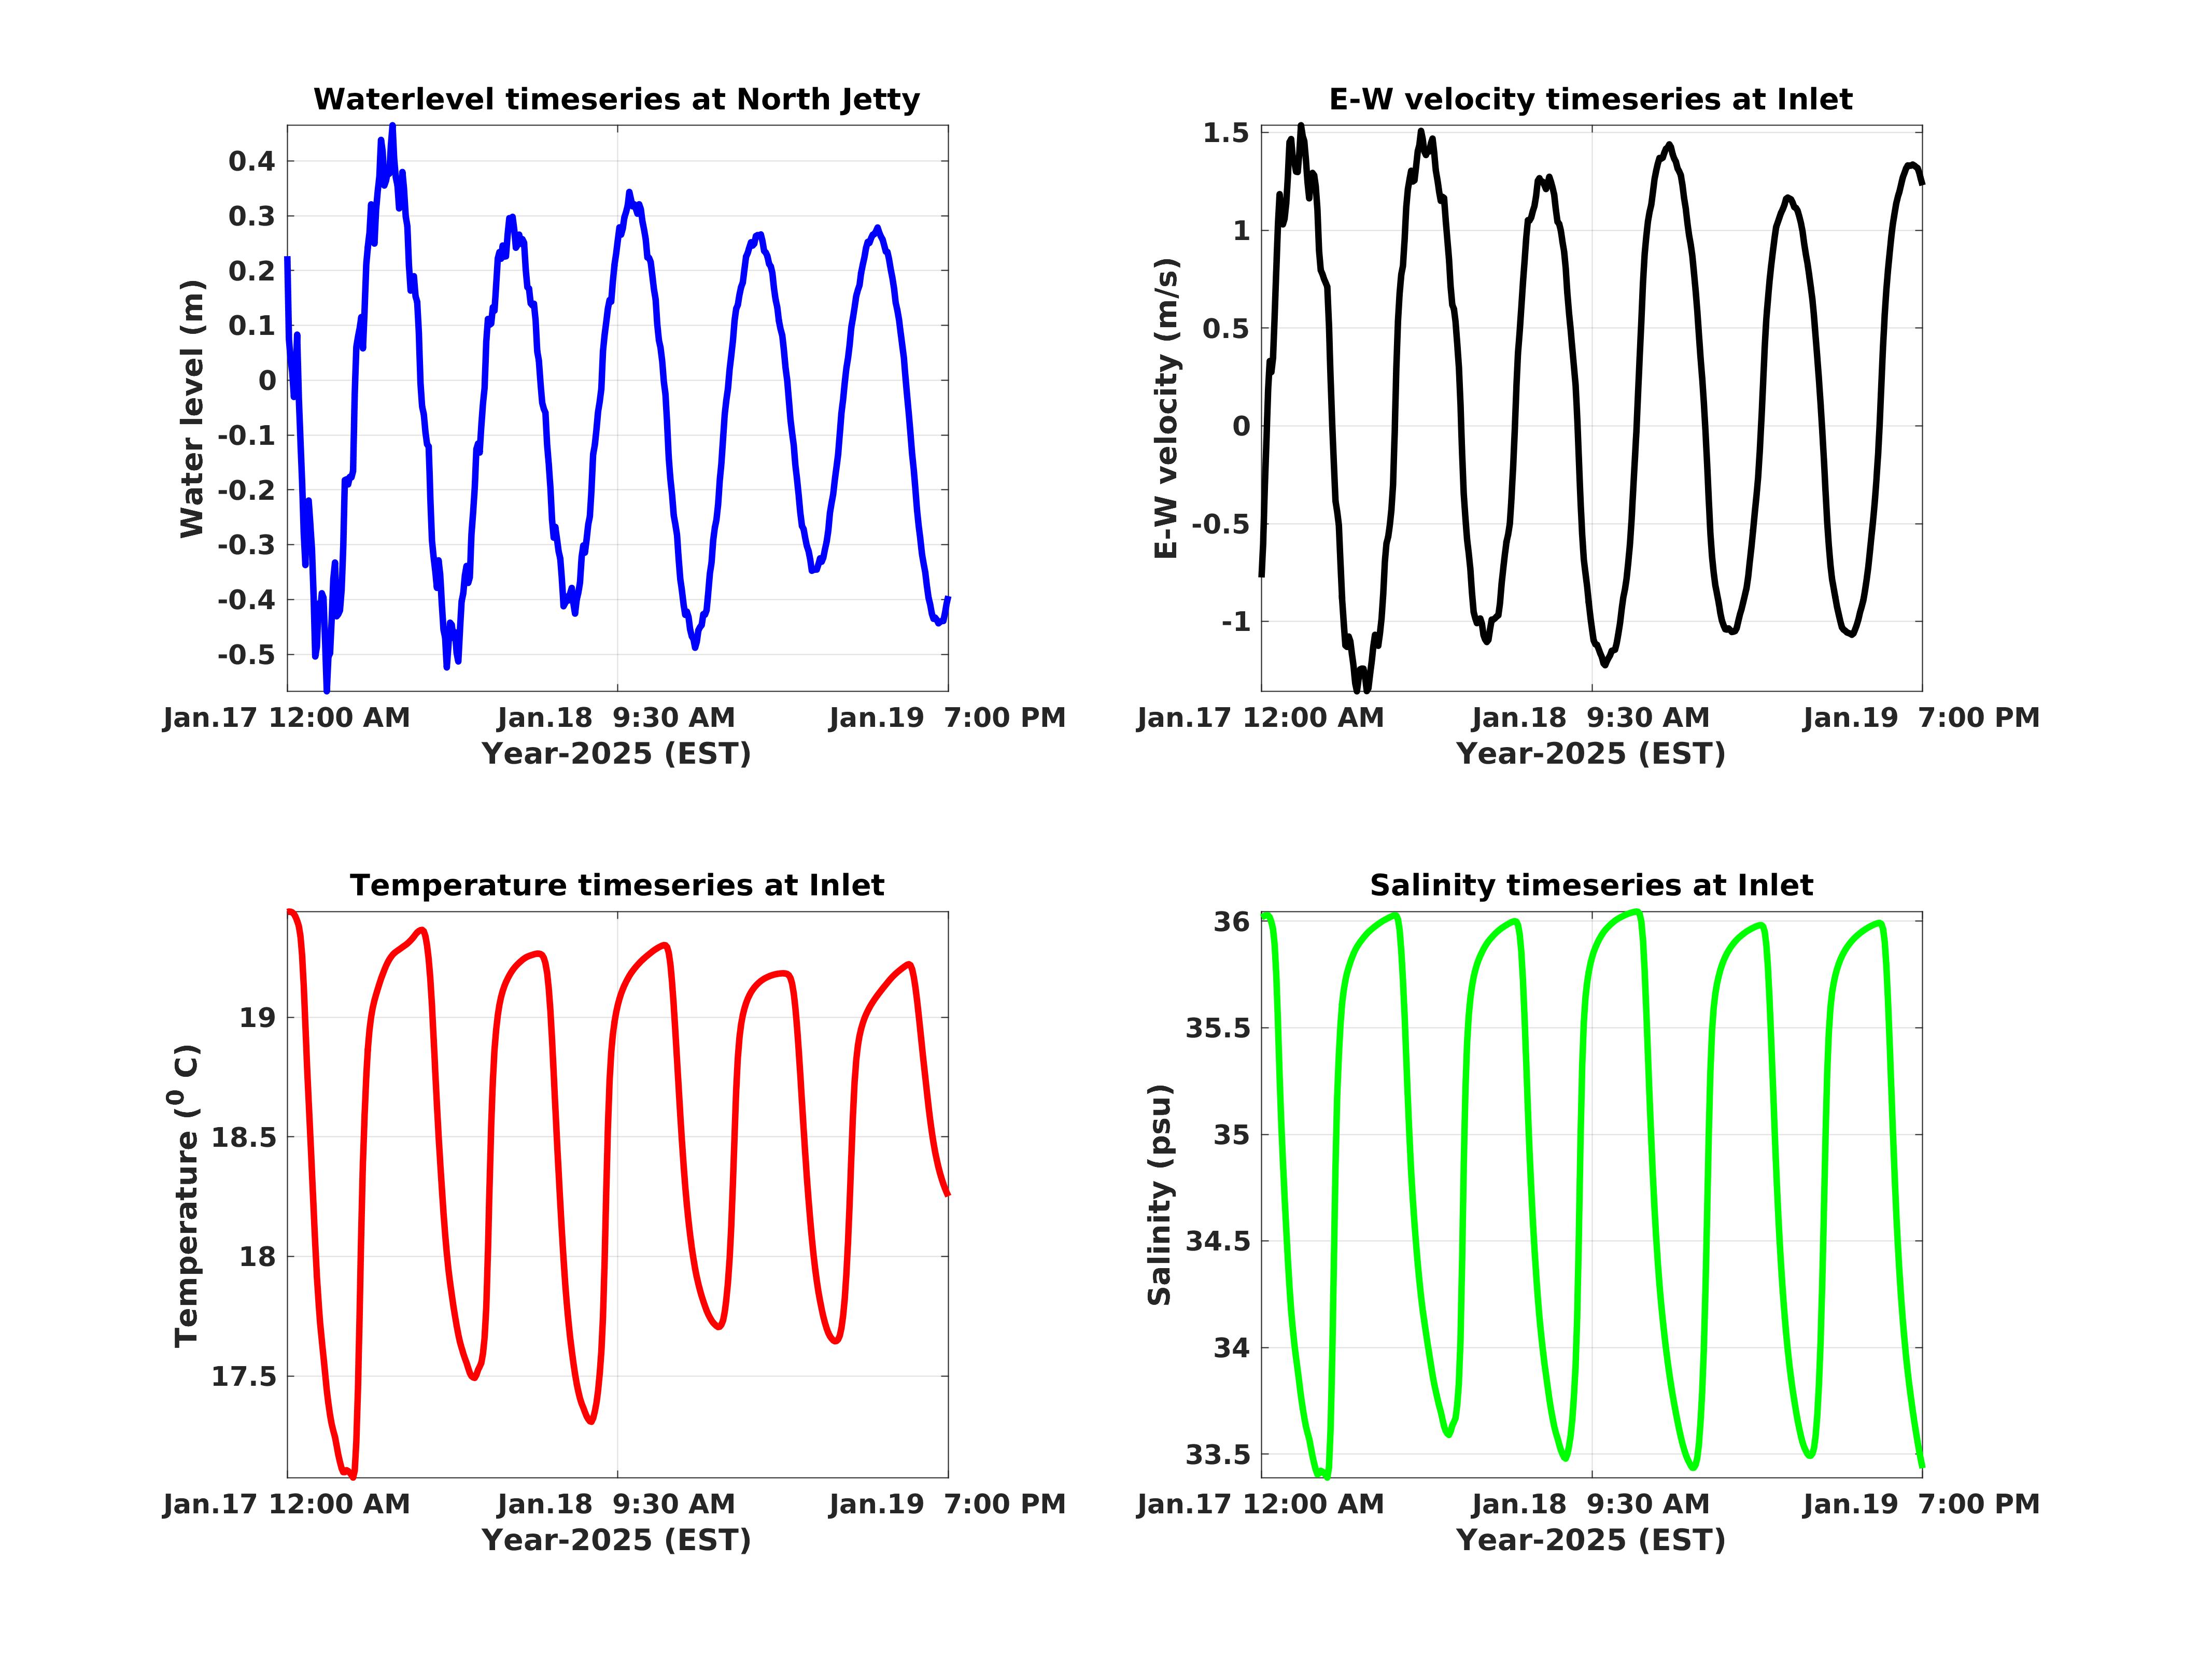 Waterlevel timeseries at North Jetty
Water level (m)
0.4
0.3
0.2
0.1
0
-0.1
-0.2
-0.3
-0.4
-0.5
Jan.17 12:00 AM Jan.18 9:30 AM Jan.19 7:00 PM
Year-2025 (EST)
E-W velocity timeseries at Inlet
E-W velocity (m/s)
1.5
1
0.5
0
-0.5
-1
Jan.17 12:00 AM Jan.18 9:30 AM Jan.19 7:00 PM
Year-2025 (EST)
Temperature timeseries at Inlet
Temperature (⁰ C)
19
18.5
18
17.5
Jan.17 12:00 AM Jan.18 9:30 AM Jan.19 7:00 PM
Year-2025 (EST)
Salinity timeseries at Inlet
Salinity (psu)
36
35.5
35
34.5
34
33.5
Jan.17 12:00 AM Jan.18 9:30 AM Jan.19 7:00 PM
Year-2025 (EST)